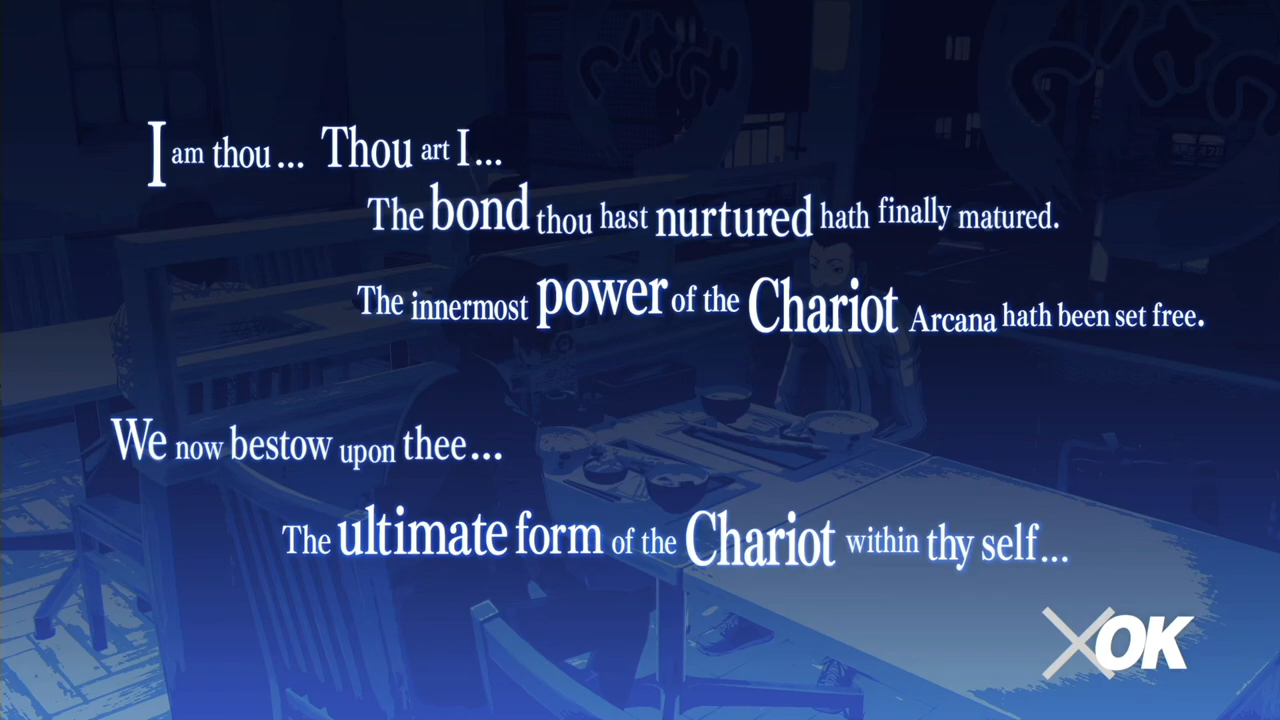 I am thou... Thou art I...
The bond thou hast nurtured hath finally matured.
The innermost power of the Chariot Arcana hath been set free.
We now bestow upon thee...
The ultimate form of the Chariot within thy self...
OK